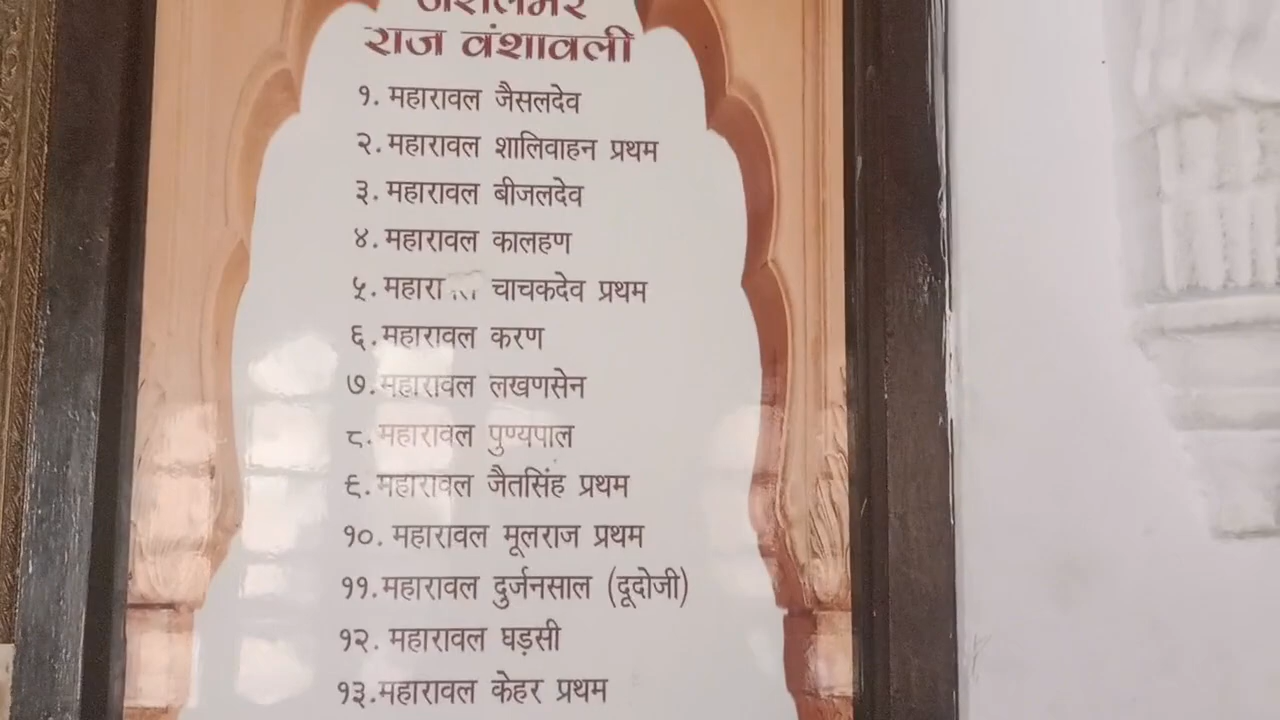 जैसलमेर
राज वंशावली
१. महारावल जैसलदेव
२. महारावल शालिवाहन प्रथम
३. महारावल बीजलदेव
४. महारावल कालहण
५. महारावल चाचकदेव प्रथम
६. महारावल करण
७. महारावल लखणसेन
८. महारावल पुण्यपाल
९. महारावल जैतसिंह प्रथम
१०. महारावल मूलराज प्रथम
११. महारावल दुर्जनसाल (दूदोजी)
१२. महारावल घड़सी
१३. महारावल केहर प्रथम